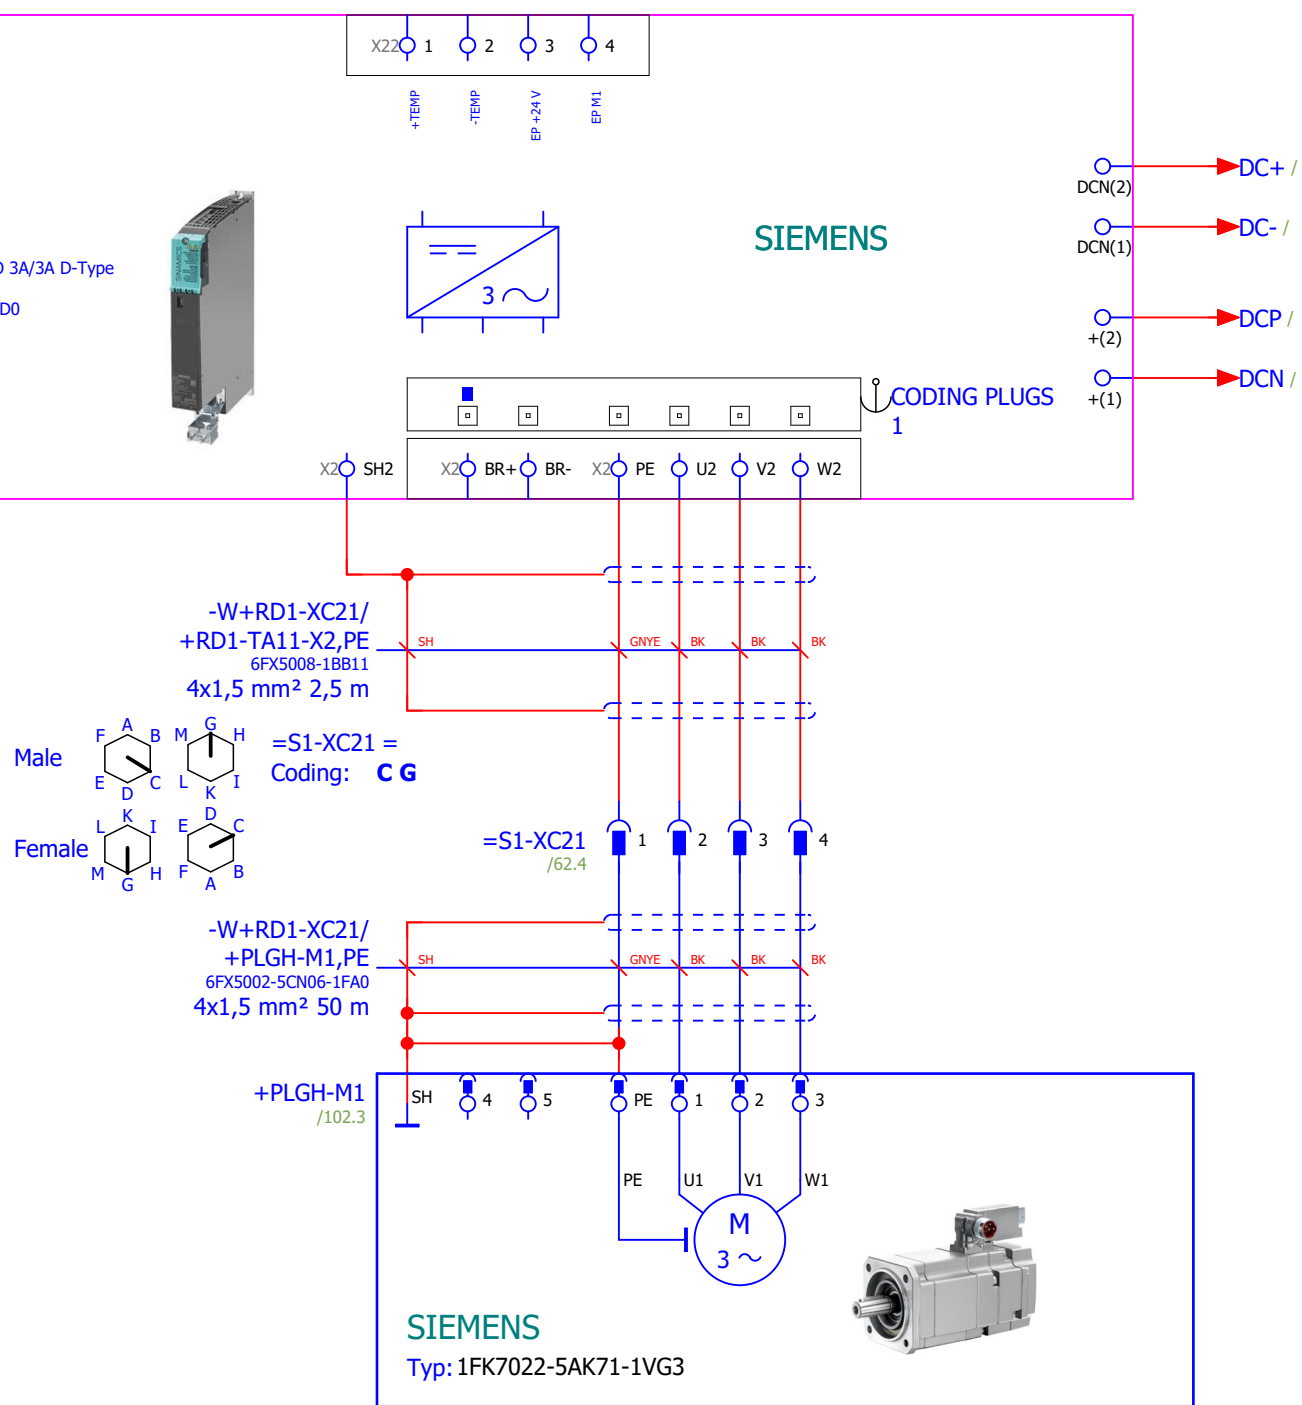 X22 1 2 3 4
+TEMP
-TEMP
EP +24 V
EP M1
DCN(2) DC+ /
DCN(1) DC- /
+(2) DCP /
+(1) DCN /
SIEMENS
3A/3A D-Type
D0
SINAMICS
3
CODING PLUGS
1
X2 SH2 X2 BR+ BR- X2 PE U2 V2 W2
-W+RD1-XC21/
+RD1-TA11-X2,PE
6FX5008-1BB11
4x1,5 mm² 2,5 m
SH GNYE BK BK BK
Male
A B C D E F
G H I K L M
=S1-XC21 =
Coding: C G
Female
K I H G M L
D C B A F E
=S1-XC21 1 2 3 4
/62.4
-W+RD1-XC21/
+PLGH-M1,PE
6FX5002-5CN06-1FA0
4x1,5 mm² 50 m
SH GNYE BK BK BK
+PLGH-M1
/102.3
SH 4 5 PE 1 2 3
PE U1 V1 W1
M
3
SIEMENS
Typ: 1FK7022-5AK71-1VG3